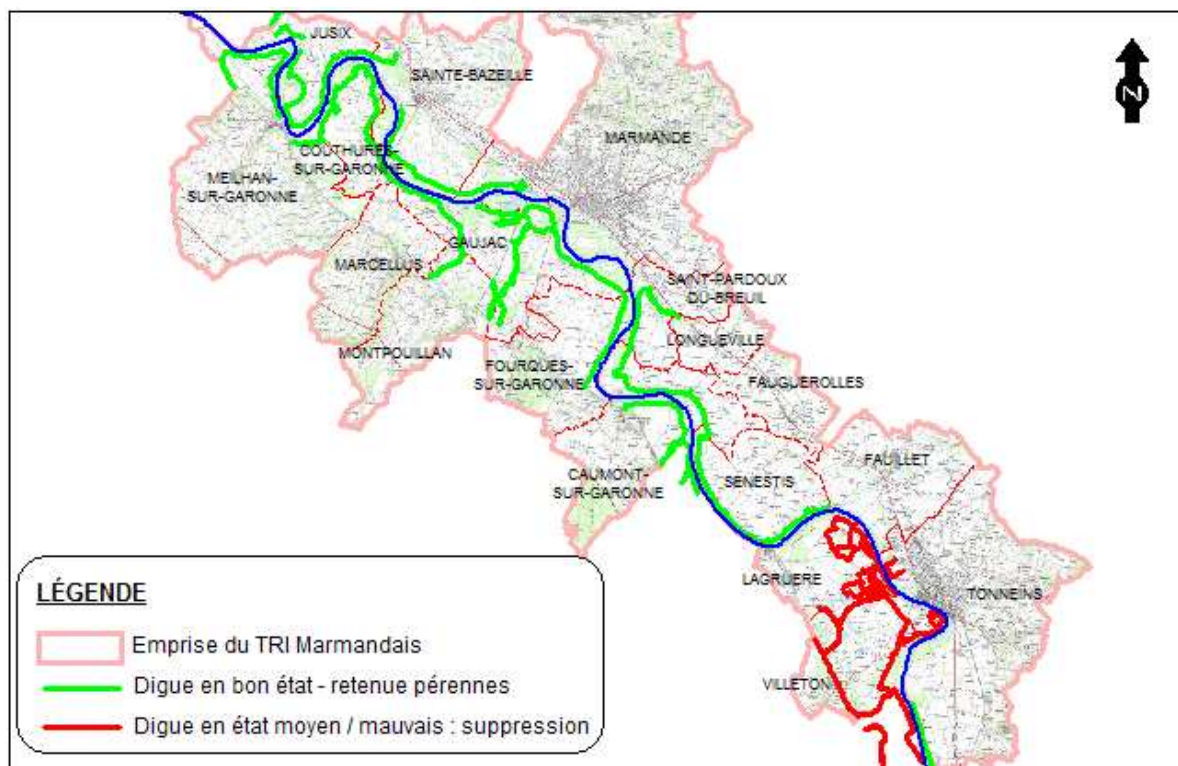 JUSIX
SAINTE-BAZEILLE
MARMANDE
COUTHURES-
SUR-GARONNE
MEILHAN-
SUR-GARONNE
GAUJAC
MARCELLUS
SAINT-PARDOUX
DU-BREUIL
LONGUEVILLE
MONTPOUILLAN
FOURQUES-
SUR-GARONNE
FAUGUEROLLES
FAUILLET
CAUMONT-
SUR-GARONNE
SENESTIS
LAGRUERE
TONNEINS
VILLETON
N
LÉGENDE
Emprise du TRI Marmandais
Digue en bon état - retenue pérennes
Digue en état moyen / mauvais : suppression